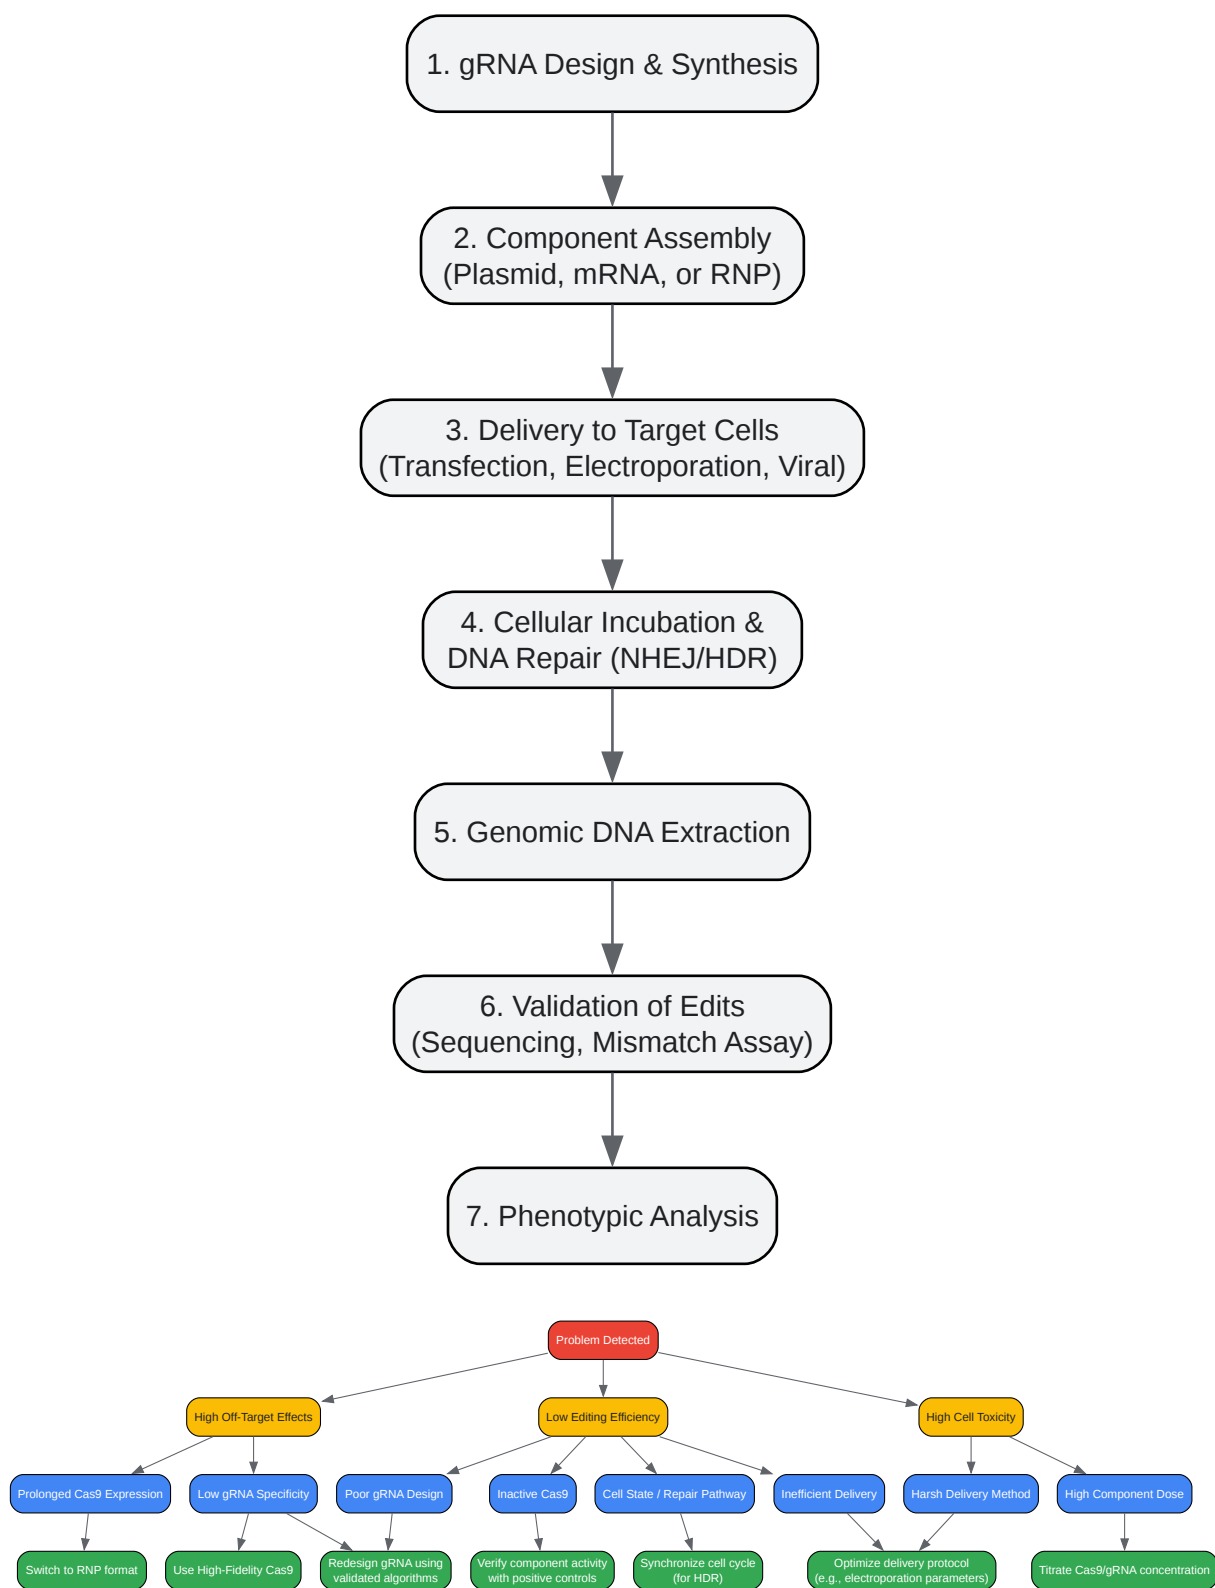 1. gRNA Design & Synthesis
2. Component Assembly
(Plasmid, mRNA, or RNP)
3. Delivery to Target Cells
(Transfection, Electroporation, Viral)
4. Cellular Incubation &
DNA Repair (NHEJ/HDR)
5. Genomic DNA Extraction
6. Validation of Edits
(Sequencing, Mismatch Assay)
7. Phenotypic Analysis
Problem Detected
High Off-Target Effects
Low Editing Efficiency
High Cell Toxicity
Prolonged Cas9 Expression
Low gRNA Specificity
Poor gRNA Design
Inactive Cas9
Cell State / Repair Pathway
Inefficient Delivery
Harsh Delivery Method
High Component Dose
Switch to RNP format
Use High-Fidelity Cas9
Redesign gRNA using
validated algorithms
Verify component activity
with positive controls
Synchronize cell cycle
(for HDR)
Optimize delivery protocol
(e.g., electroporation parameters)
Titrate Cas9/gRNA concentration